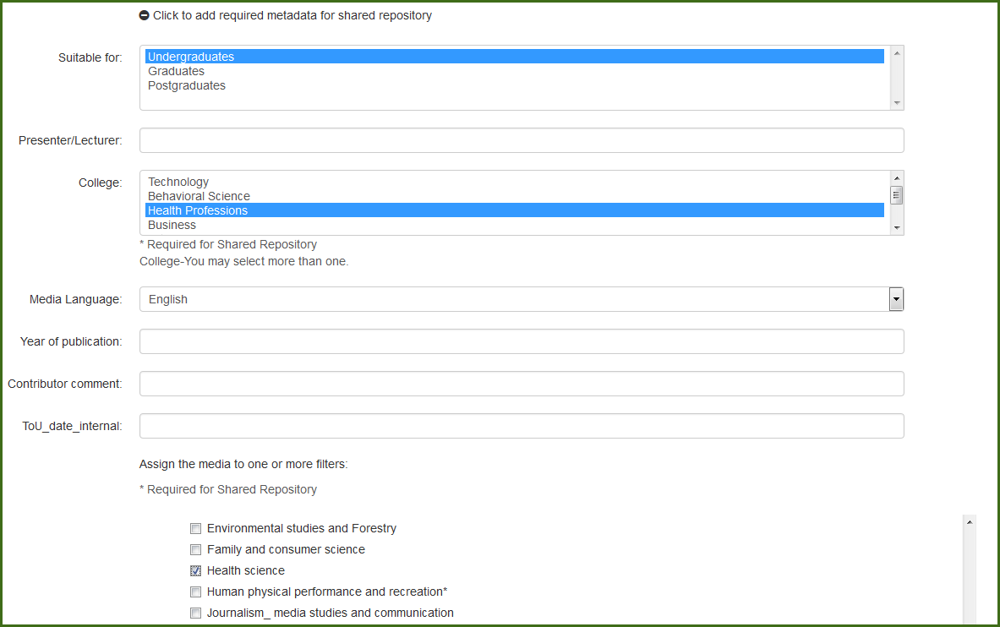 Click to add required metadata for shared repository
Suitable for:
Undergraduates
Graduates
Postgraduates
Presenter/Lecturer:
College:
Technology
Behavioral Science
Health Professions
Business
* Required for Shared Repository
College-You may select more than one.
Media Language:
English
Year of publication:
Contributor comment:
ToU_date_internal:
Assign the media to one or more filters:
* Required for Shared Repository
Environmental studies and Forestry
Family and consumer science
Health science
Human physical performance and recreation*
Journalism_ media studies and communication